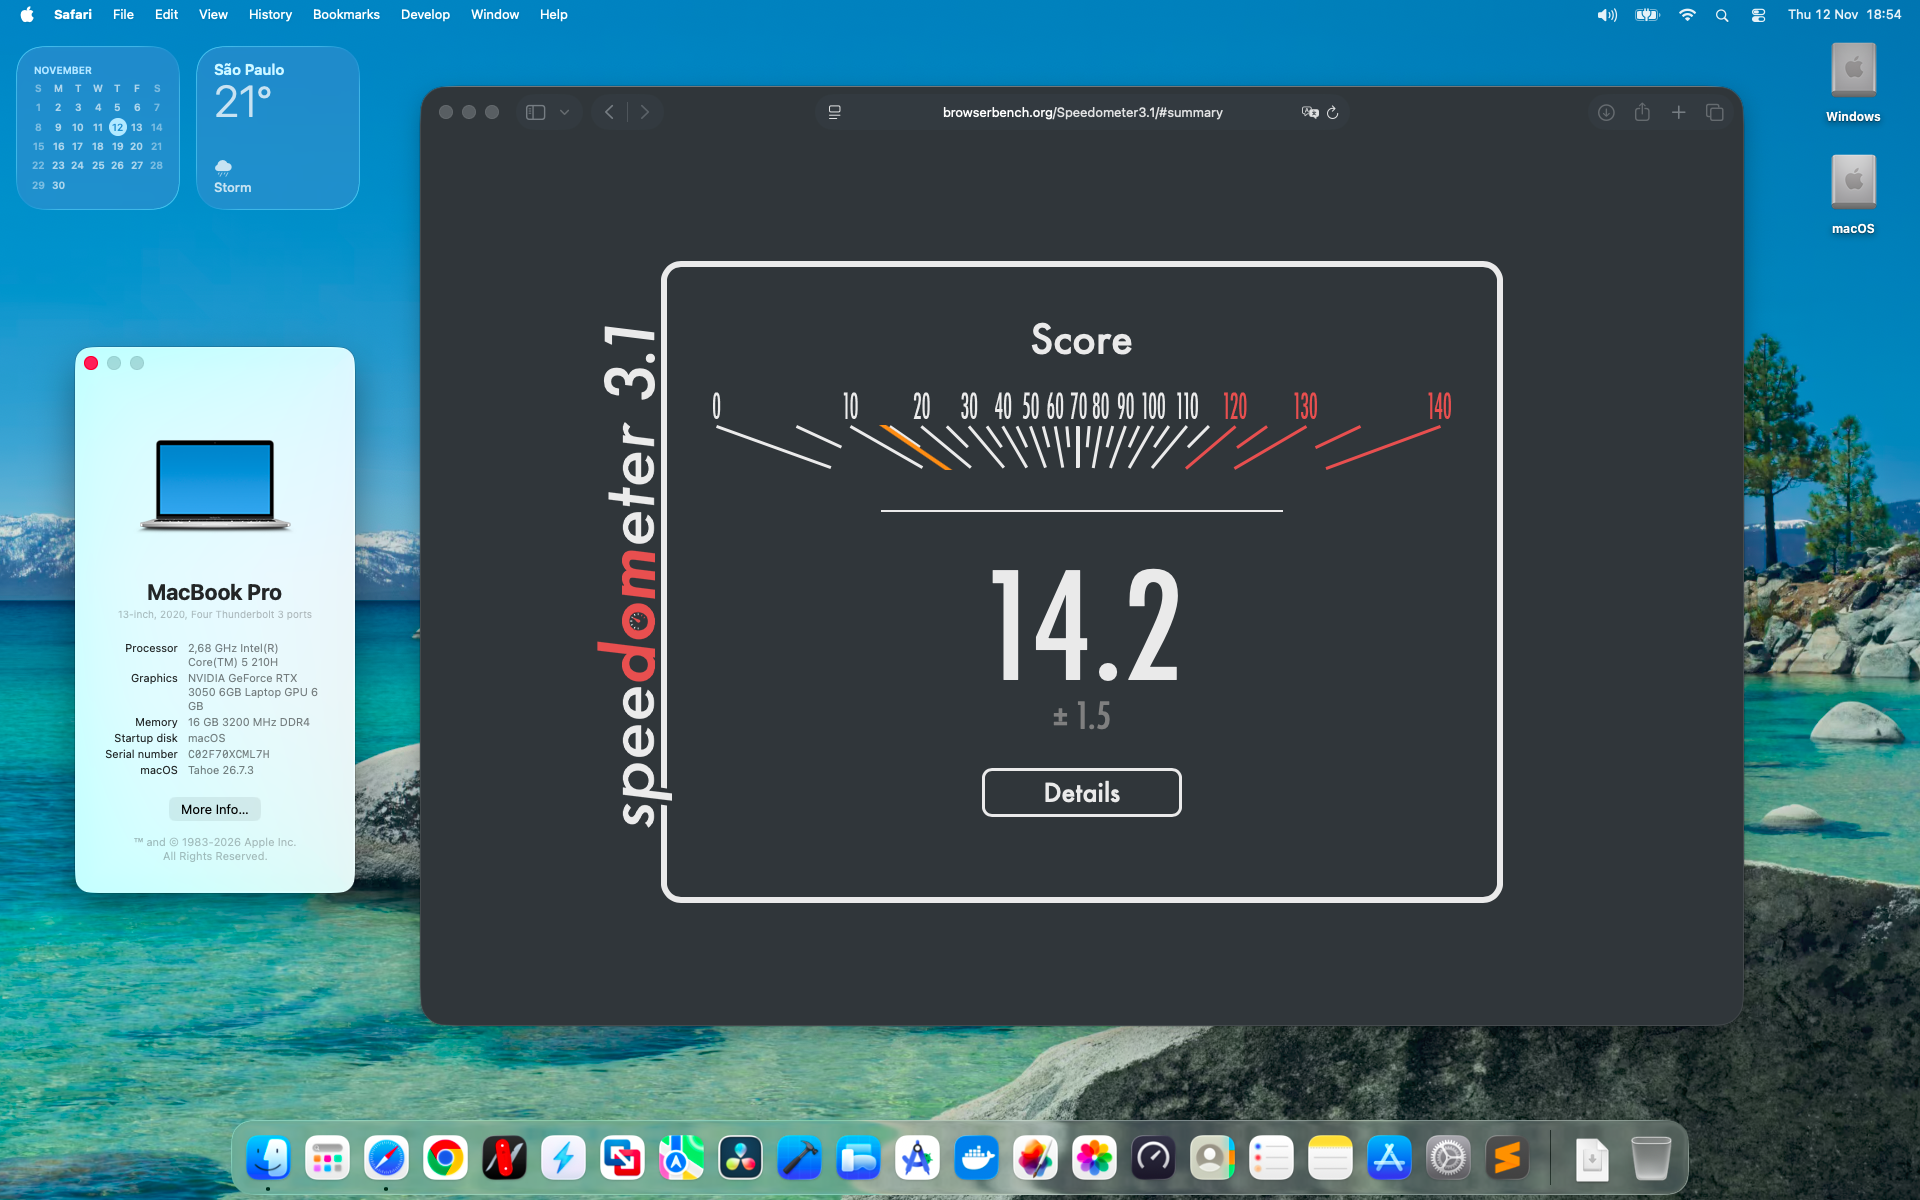 Safari File Edit View History Bookmarks Develop Window Help
Thu 12 Nov 18:54
NOVEMBER
S M T W T F S
1 2 3 4 5 6 7
8 9 10 11 12 13 14
15 16 17 18 19 20 21
22 23 24 25 26 27 28
29 30
São Paulo
21°
Storm
browserbench.org/Speedometer3.1/#summary
Windows
macOS
MacBook Pro
13-inch, 2020, Four Thunderbolt 3 ports
Processor 2,68 GHz Intel(R)
Core(TM) 5 210H
Graphics NVIDIA GeForce RTX
3050 6GB Laptop GPU 6
GB
Memory 16 GB 3200 MHz DDR4
Startup disk macOS
Serial number C02F70XCML7H
macOS Tahoe 26.7.3
More Info...
™ and © 1983-2026 Apple Inc.
All Rights Reserved.
speedometer 3.1
Score
0 10 20 30 40 50 60 70 80 90 100 110 120 130 140
14.2
± 1.5
Details